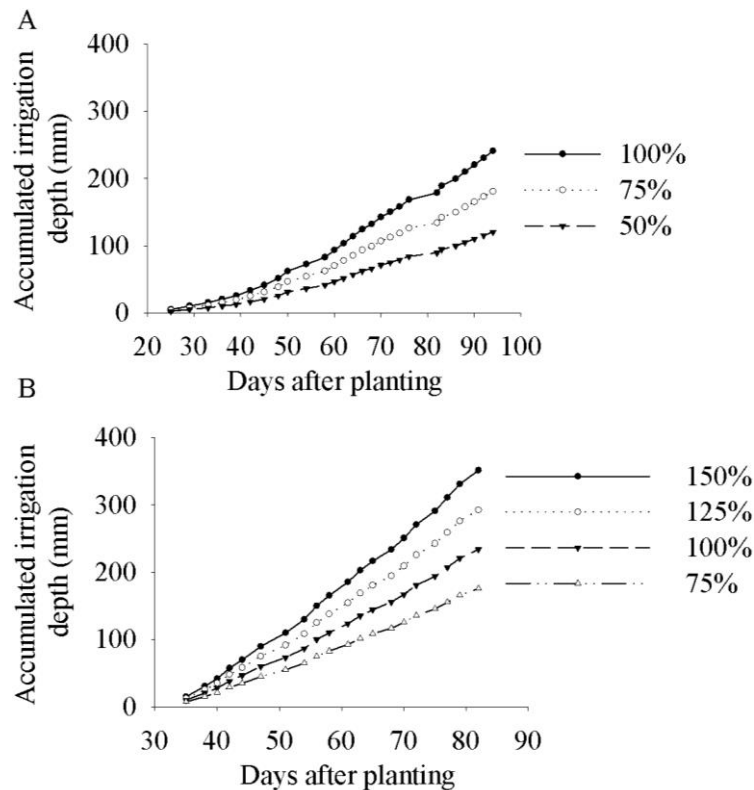 A
Accumulated irrigation
depth (mm)
400
300
200
100
0
20 30 40 50 60 70 80 90 100
Days after planting
100%
75%
50%
B
Accumulated irrigation
depth (mm)
400
300
200
100
0
30 40 50 60 70 80 90
Days after planting
150%
125%
100%
75%